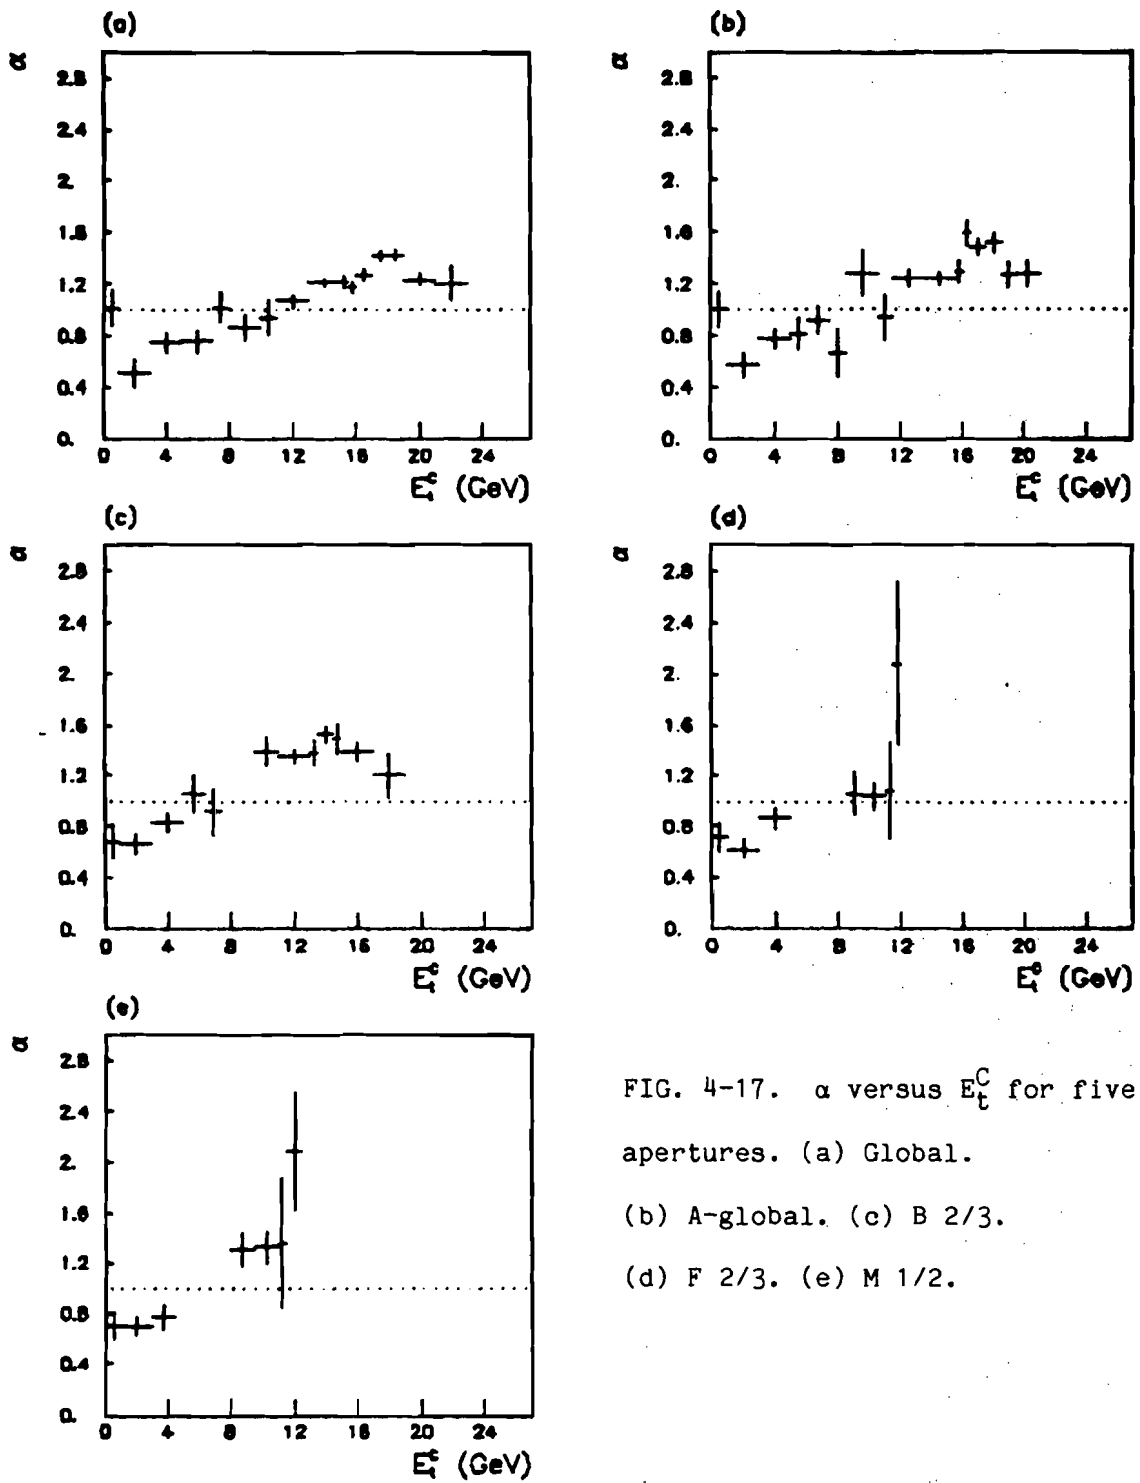 (a)
α
2.8
2.4
2.
1.6
1.2
0.8
0.4
0.
0 4 8 12 16 20 24
E_t^c (GeV)
(b)
α
2.8
2.4
2.
1.6
1.2
0.8
0.4
0.
0 4 8 12 16 20 24
E_t^c (GeV)
(c)
α
2.8
2.4
2.
1.6
1.2
0.8
0.4
0.
0 4 8 12 16 20 24
E_t^c (GeV)
(d)
α
2.8
2.4
2.
1.6
1.2
0.8
0.4
0.
0 4 8 12 16 20 24
E_t^c (GeV)
(e)
α
2.8
2.4
2.
1.6
1.2
0.8
0.4
0.
0 4 8 12 16 20 24
E_t^c (GeV)
FIG. 4-17. α versus E_t^C for five
apertures. (a) Global.
(b) A-global. (c) B 2/3.
(d) F 2/3. (e) M 1/2.